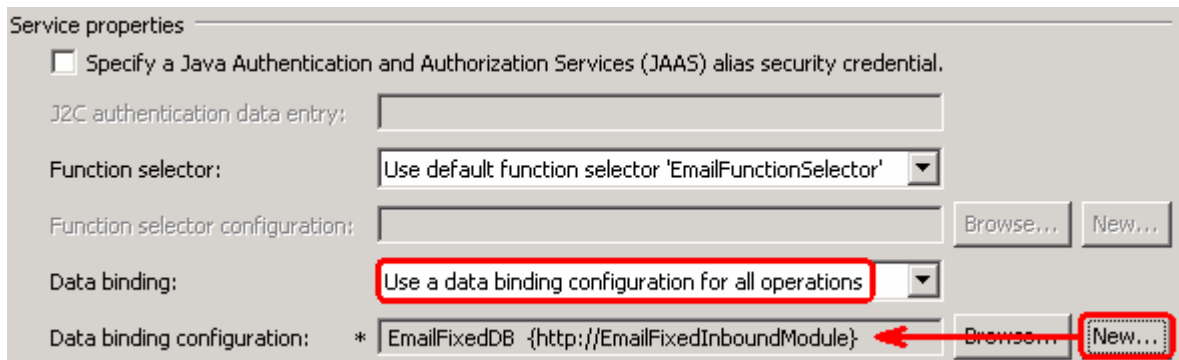 Service properties
Specify a Java Authentication and Authorization Services (JAAS) alias security credential.
J2C authentication data entry:
Function selector: Use default function selector 'EmailFunctionSelector'
Function selector configuration: Browse... New...
Data binding: Use a data binding configuration for all operations
Data binding configuration: * EmailFixedDB {http://EmailFixedInboundModule} Browse... New...